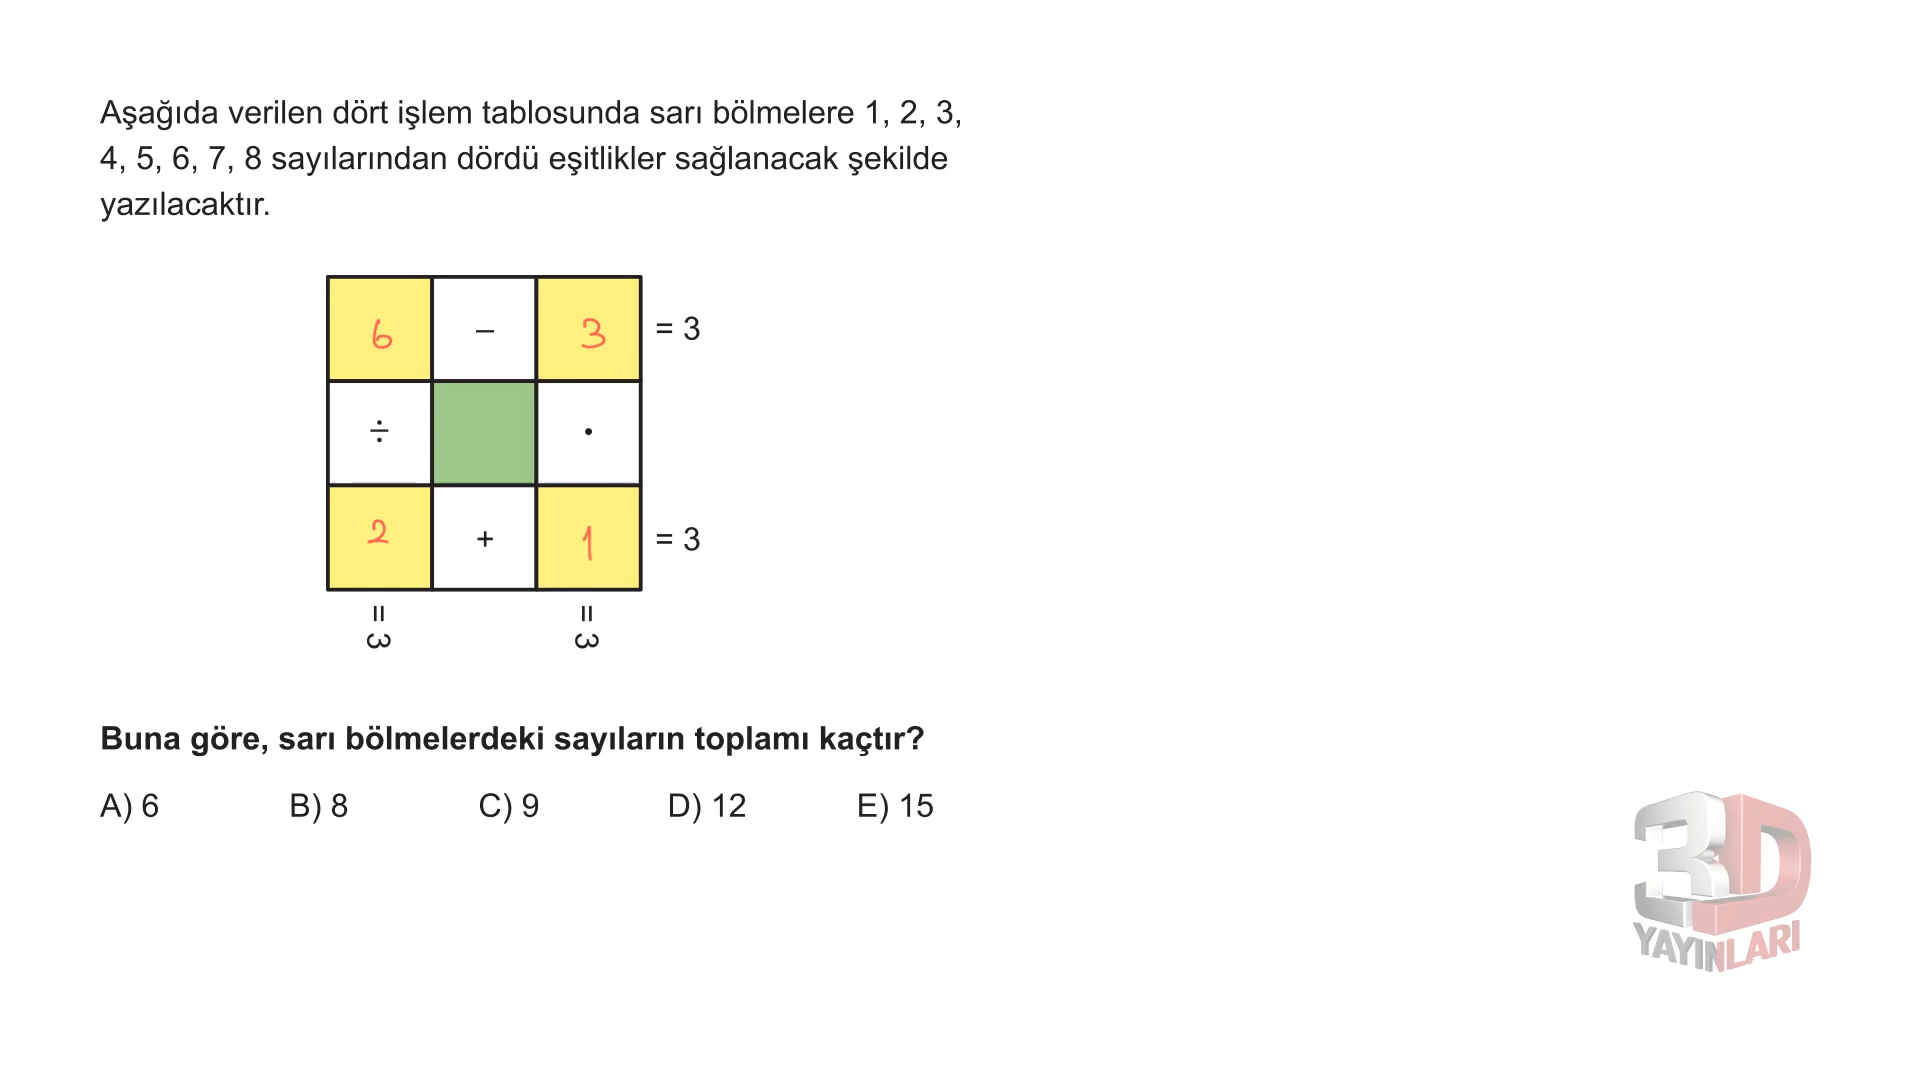 Aşağıda verilen dört işlem tablosunda sarı bölmelere 1, 2, 3,
4, 5, 6, 7, 8 sayılarından dördü eşitlikler sağlanacak şekilde
yazılacaktır.
6 – 3 = 3
÷ •
2 + 1 = 3
= 3 = 3
Buna göre, sarı bölmelerdeki sayıların toplamı kaçtır?
A) 6 B) 8 C) 9 D) 12 E) 15
3D
YAYINLARI